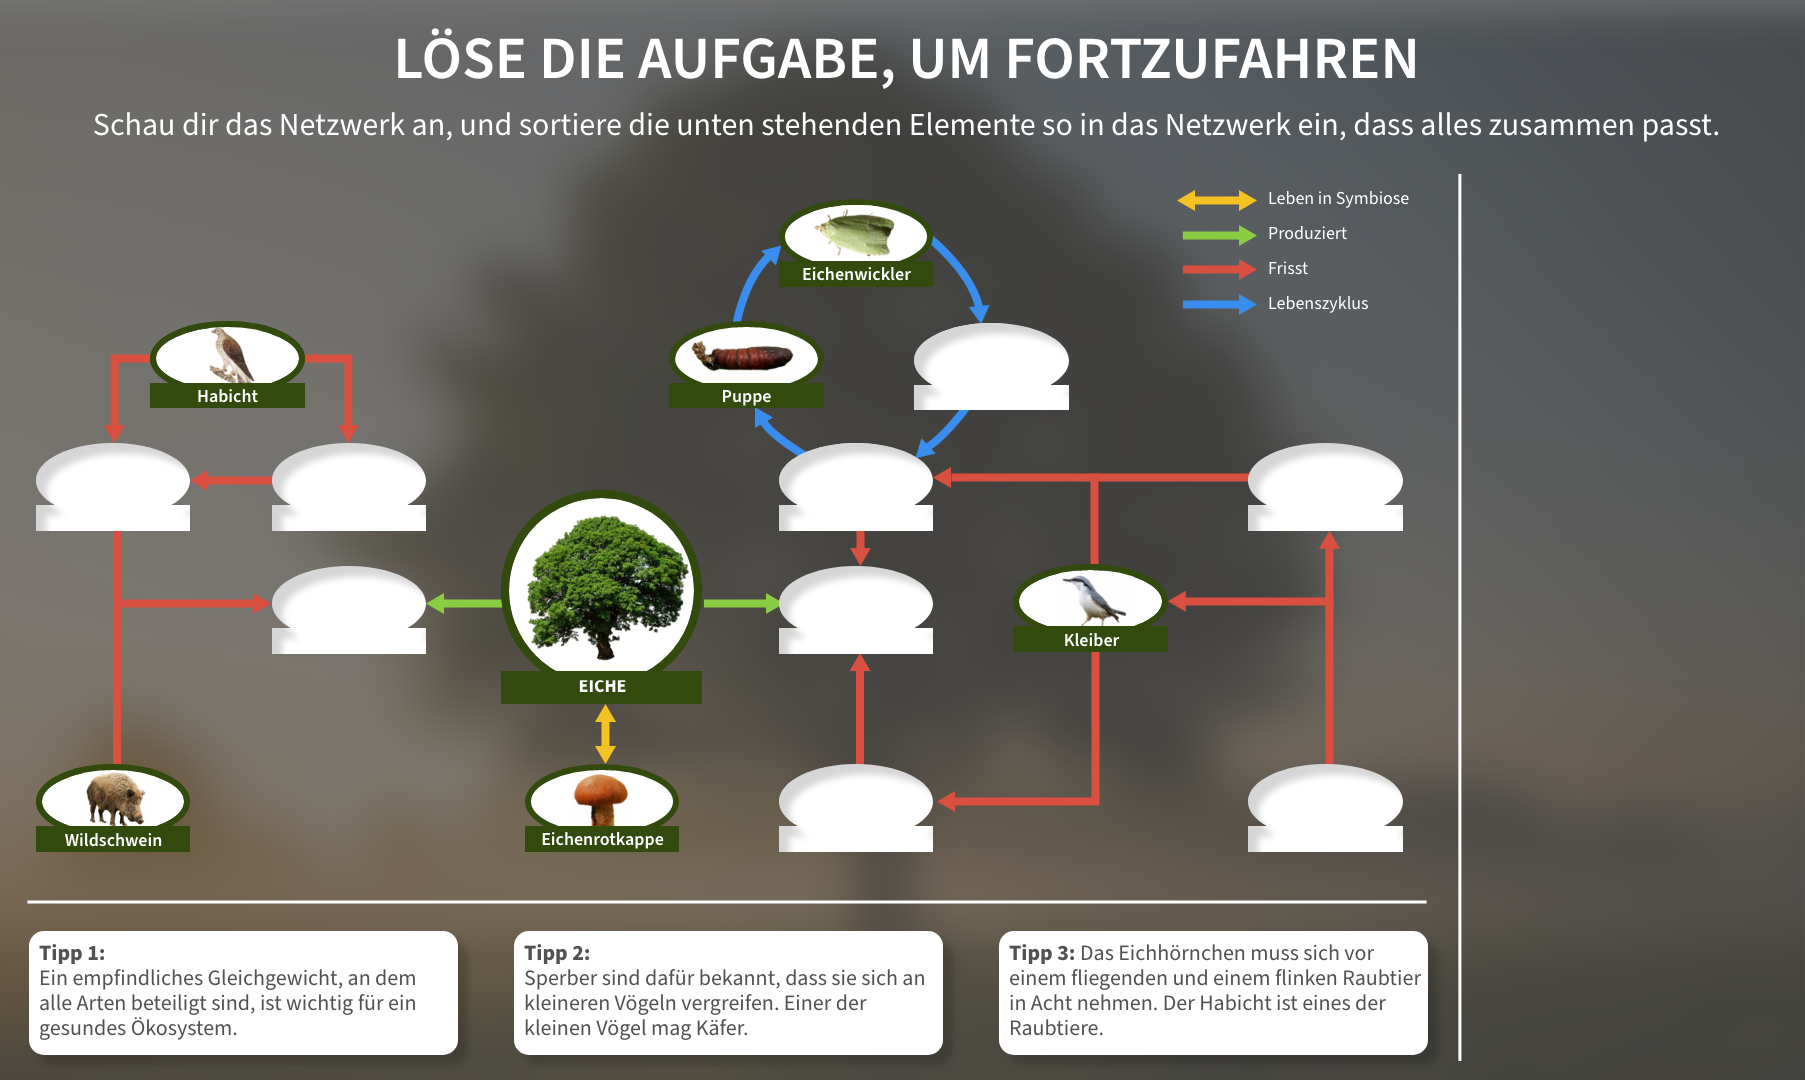 LÖSE DIE AUFGABE, UM FORTZUFAHREN
Schau dir das Netzwerk an, und sortiere die unten stehenden Elemente so in das Netzwerk ein, dass alles zusammen passt.
Leben in Symbiose
Produziert
Frisst
Lebenszyklus
Eichenwickler
Habicht
Puppe
Kleiber
EICHE
Wildschwein
Eichenrotkappe
Tipp 1:
Ein empfindliches Gleichgewicht, an dem
alle Arten beteiligt sind, ist wichtig für ein
gesundes Ökosystem.
Tipp 2:
Sperber sind dafür bekannt, dass sie sich an
kleineren Vögeln vergreifen. Einer der
kleinen Vögel mag Käfer.
Tipp 3: Das Eichhörnchen muss sich vor
einem fliegenden und einem flinken Raubtier
in Acht nehmen. Der Habicht ist eines der
Raubtiere.